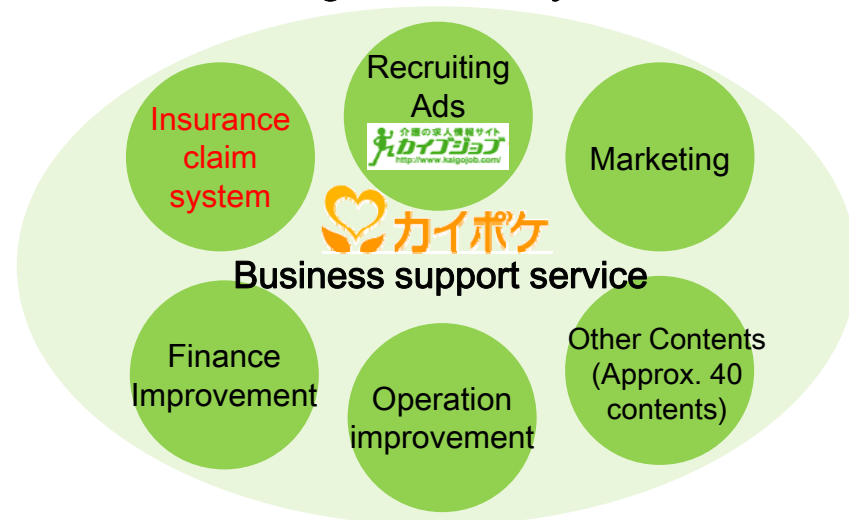 Recruiting
Ads
介護の求人情報サイト
カイゴジョブ
http://www.kaigojob.com/
Insurance
claim
system
Marketing
カイポケ
Business support service
Finance
Improvement
Operation
improvement
Other Contents
(Approx. 40
contents)